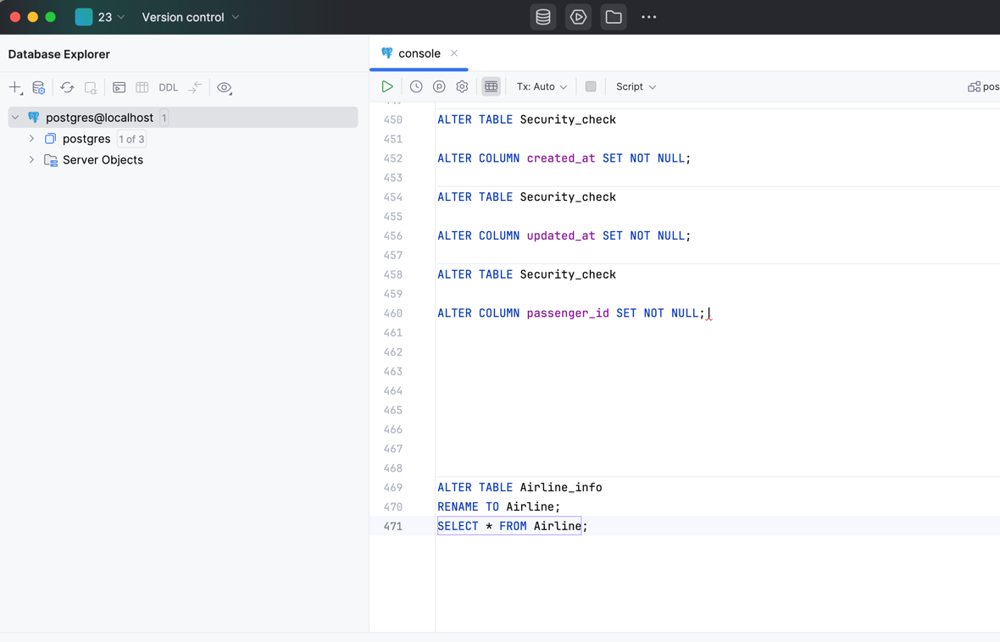 23
Version control
Database Explorer
console
DDL
Tx: Auto
Script
pos
postgres@localhost 1
postgres 1 of 3
Server Objects
450 ALTER TABLE Security_check
451
452 ALTER COLUMN created_at SET NOT NULL;
453
454 ALTER TABLE Security_check
455
456 ALTER COLUMN updated_at SET NOT NULL;
457
458 ALTER TABLE Security_check
459
460 ALTER COLUMN passenger_id SET NOT NULL;
461
462
463
464
465
466
467
468
469 ALTER TABLE Airline_info
470 RENAME TO Airline;
471 SELECT * FROM Airline;